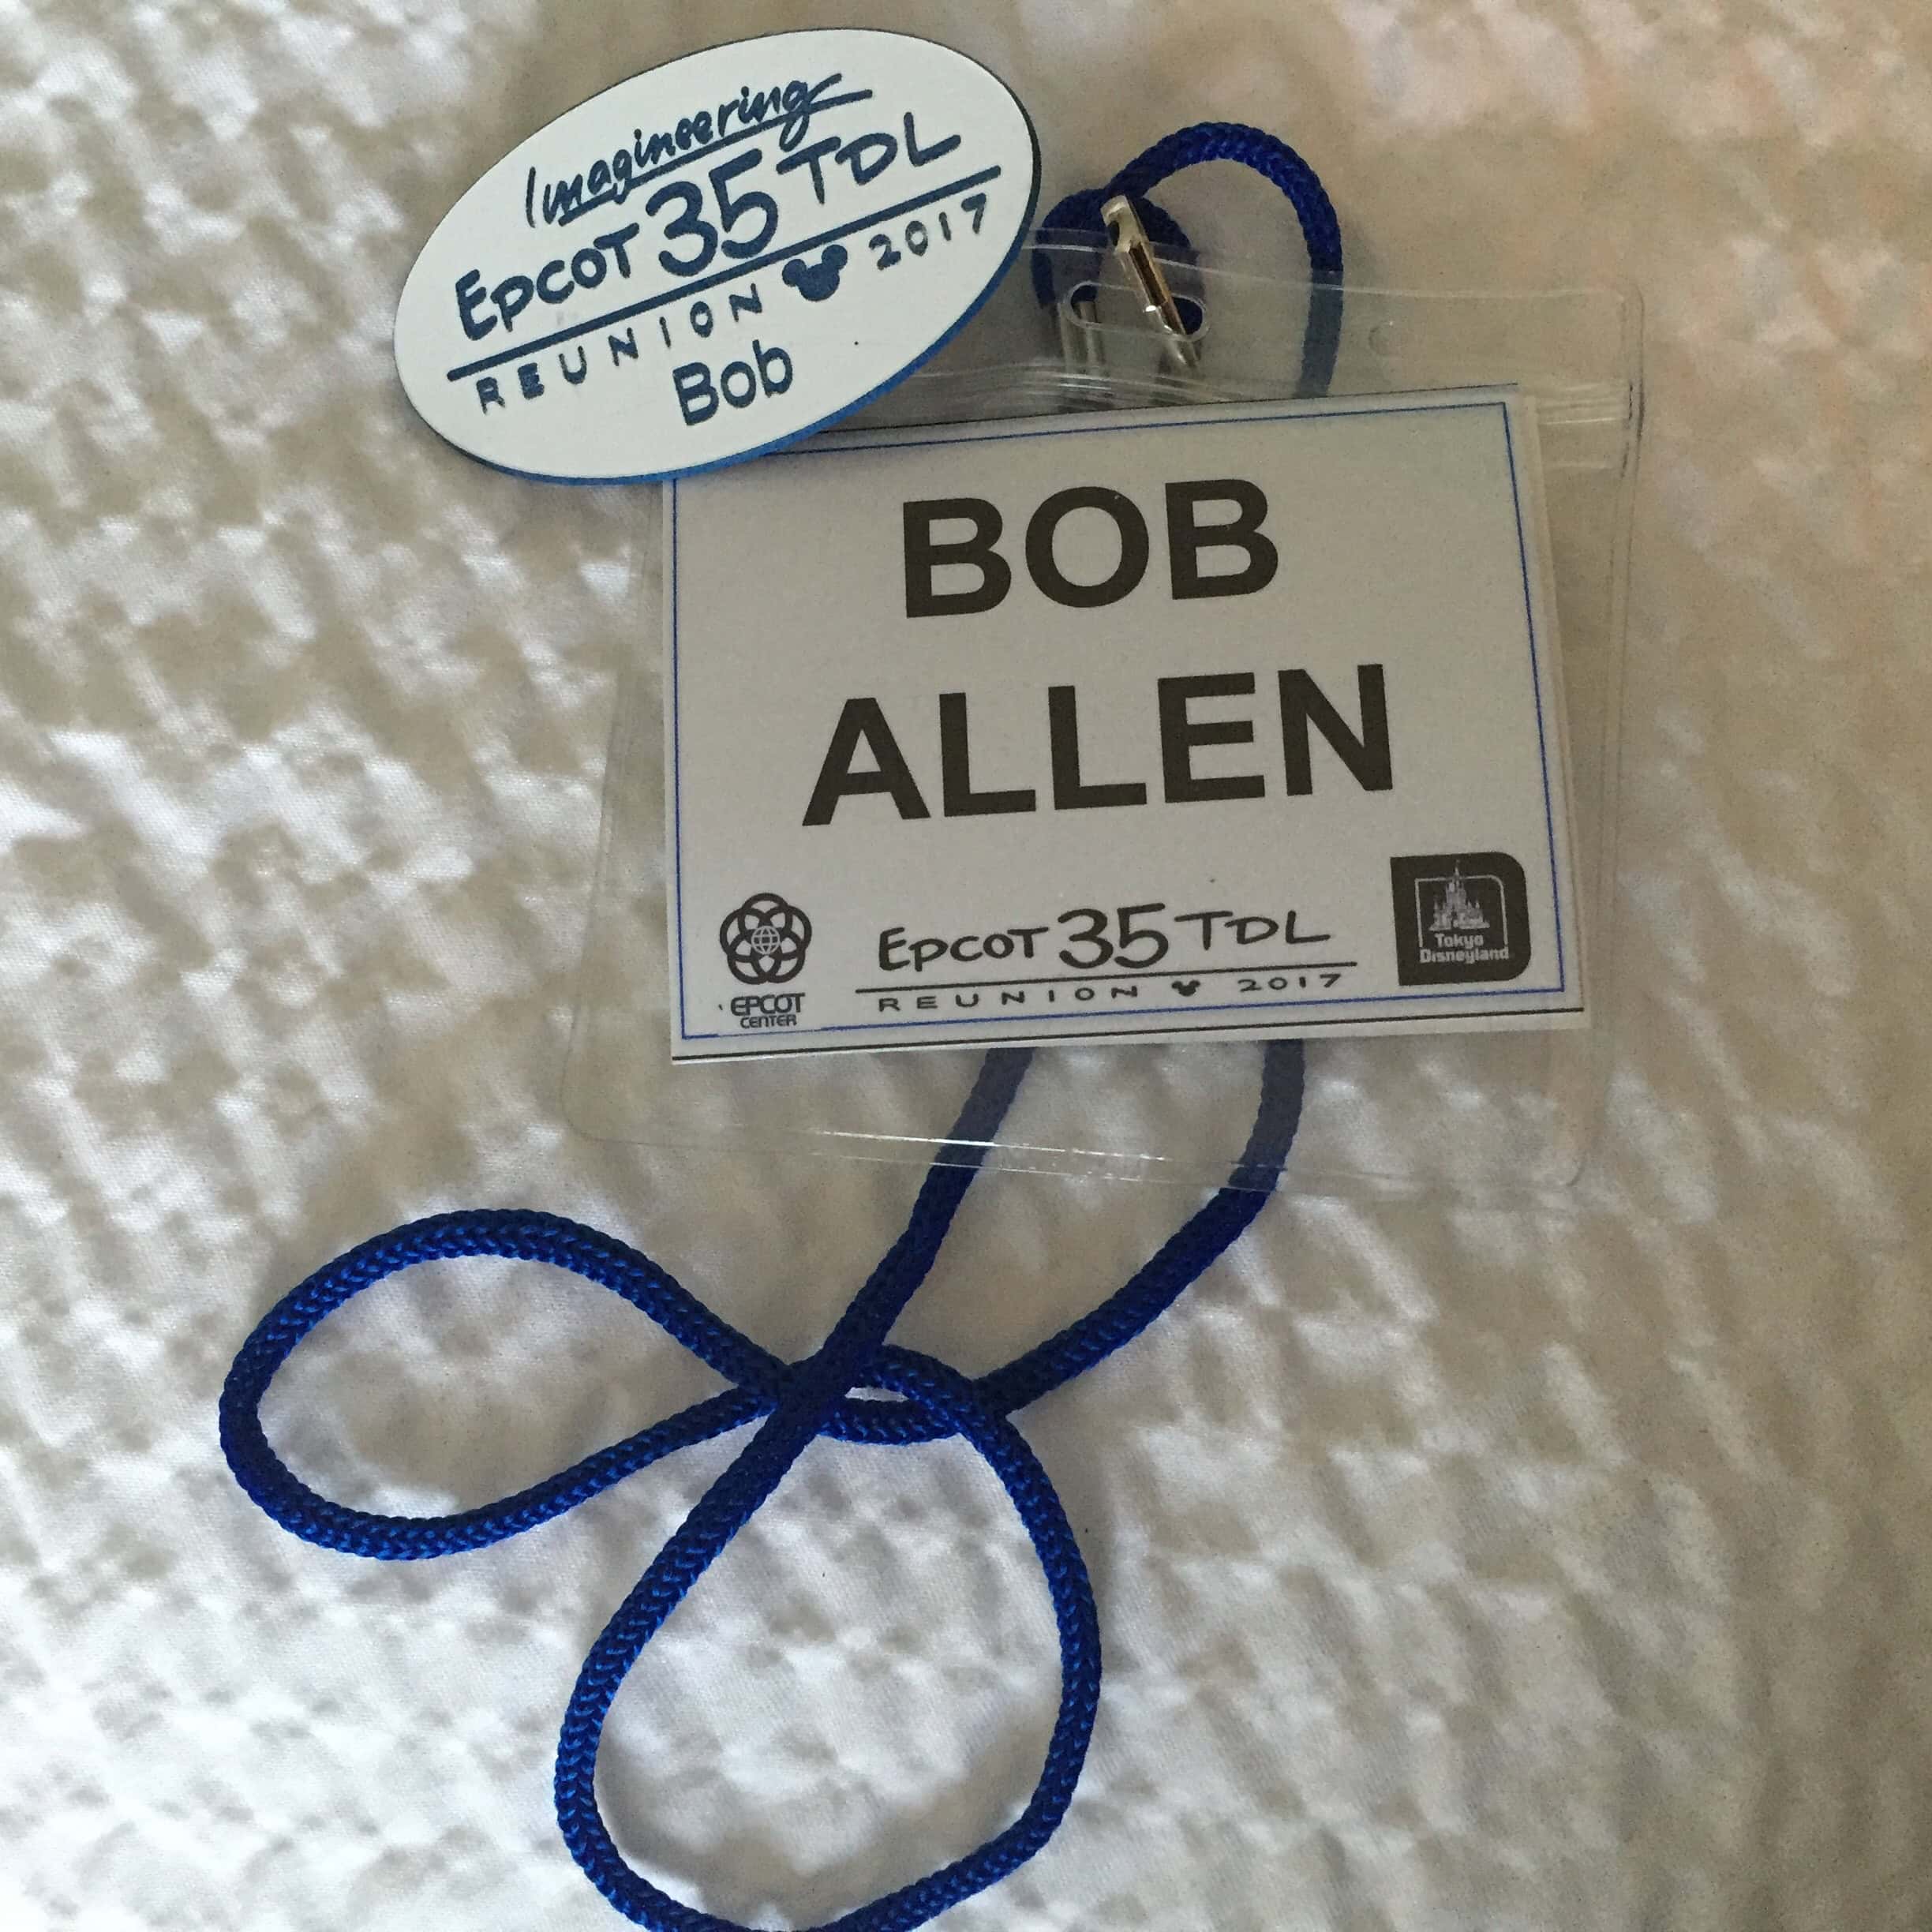 Imagineering
EPCOT 35 TDL
REUNION 2017
Bob
BOB
ALLEN
EPCOT
CENTER
EPCOT 35 TDL
REUNION 2017
Tokyo
Disneyland